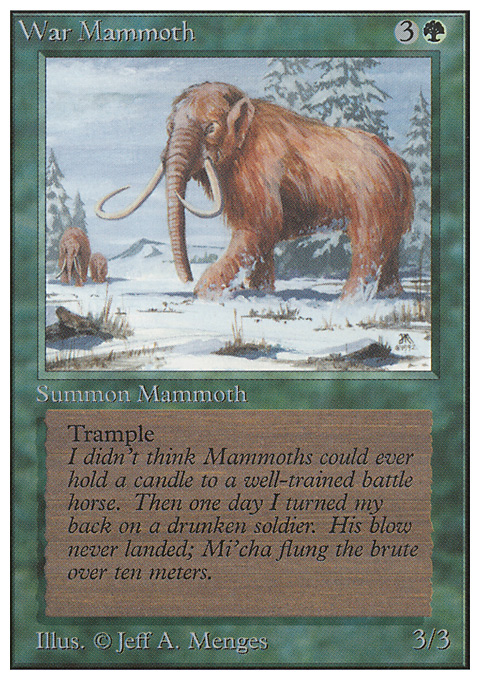 War Mammoth 3
Summon Mammoth
Trample
I didn't think Mammoths could ever
hold a candle to a well-trained battle
horse. Then one day I turned my
back on a drunken soldier. His blow
never landed; Mi'cha flung the brute
over ten meters.
Illus. © Jeff A. Menges 3/3